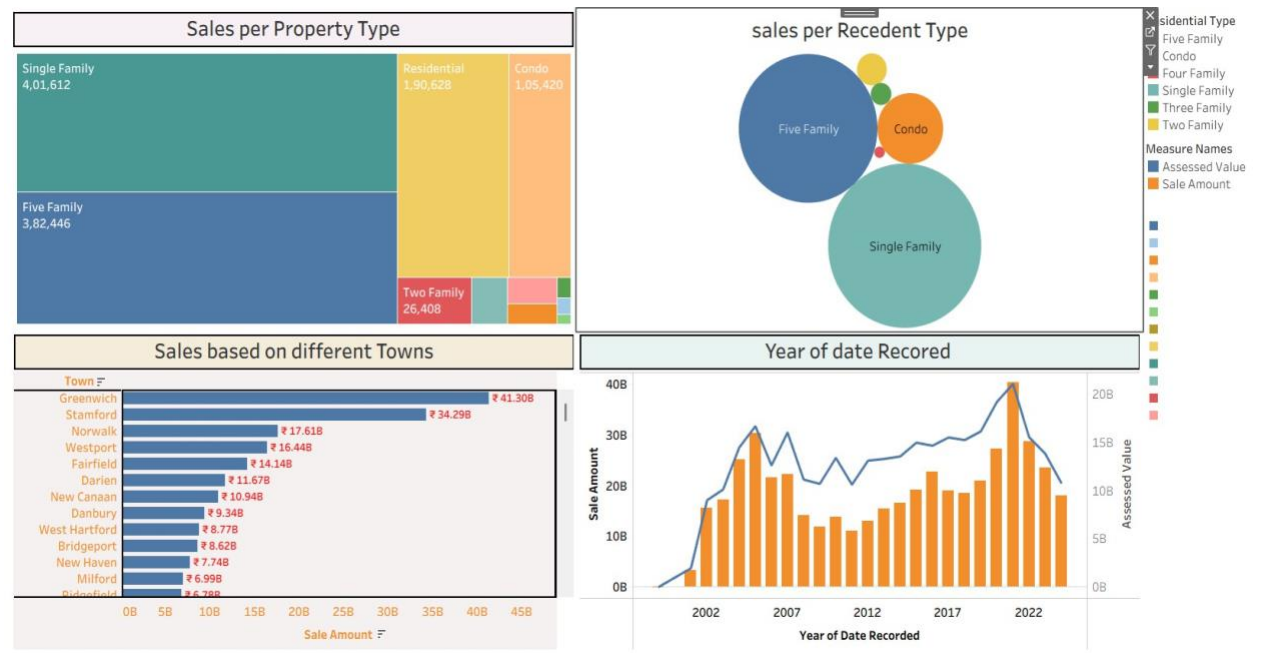 Sales per Property Type
Single Family
4,01,612
Residential
1,90,628
Condo
1,05,420
Five Family
3,82,446
Two Family
26,408
sales per Recedent Type
Five Family
Condo
Single Family
sidential Type
Five Family
Condo
Four Family
Single Family
Three Family
Two Family
Measure Names
Assessed Value
Sale Amount
Sales based on different Towns
Town
Greenwich ₹ 41.30B
Stamford ₹ 34.29B
Norwalk ₹ 17.61B
Westport ₹ 16.44B
Fairfield ₹ 14.14B
Darien ₹ 11.67B
New Canaan ₹ 10.94B
Danbury ₹ 9.34B
West Hartford ₹ 8.77B
Bridgeport ₹ 8.62B
New Haven ₹ 7.74B
Milford ₹ 6.99B
Ridgefield ₹ 6.78B
0B 5B 10B 15B 20B 25B 30B 35B 40B 45B
Sale Amount
Year of date Recored
40B
30B
20B
10B
0B
Sale Amount
20B
15B
10B
5B
0B
Assessed Value
2002 2007 2012 2017 2022
Year of Date Recorded